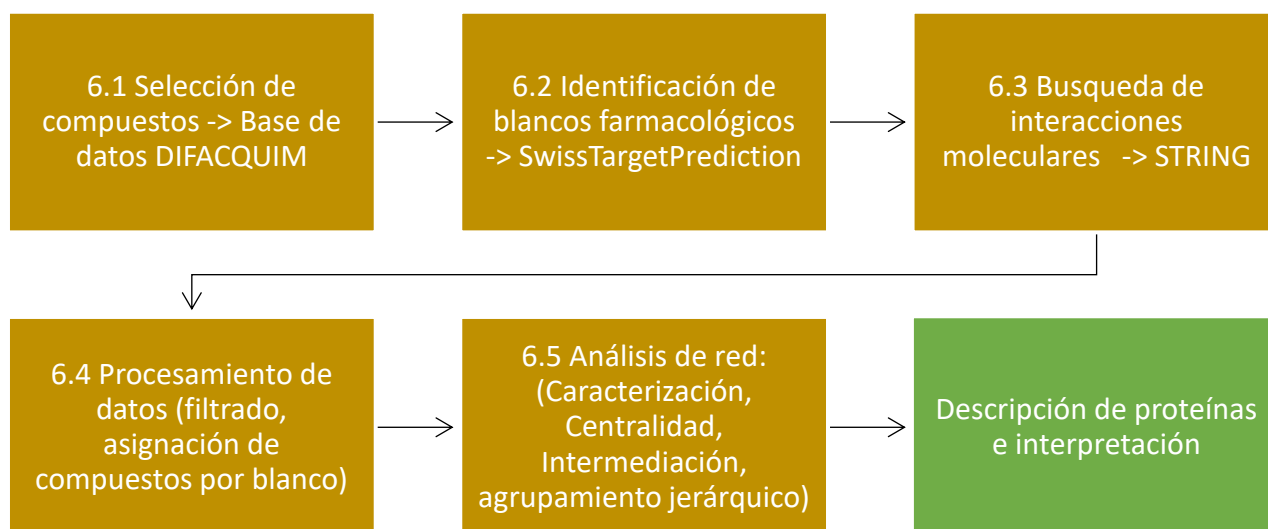 6.1 Selección de
compuestos -> Base de
datos DIFACQUIM
6.2 Identificación de
blancos farmacológicos
-> SwissTargetPrediction
6.3 Busqueda de
interacciones
moleculares -> STRING
6.4 Procesamiento de
datos (filtrado,
asignación de
compuestos por blanco)
6.5 Análisis de red:
(Caracterización,
Centralidad,
Intermediación,
agrupamiento jerárquico)
Descripción de proteínas
e interpretación